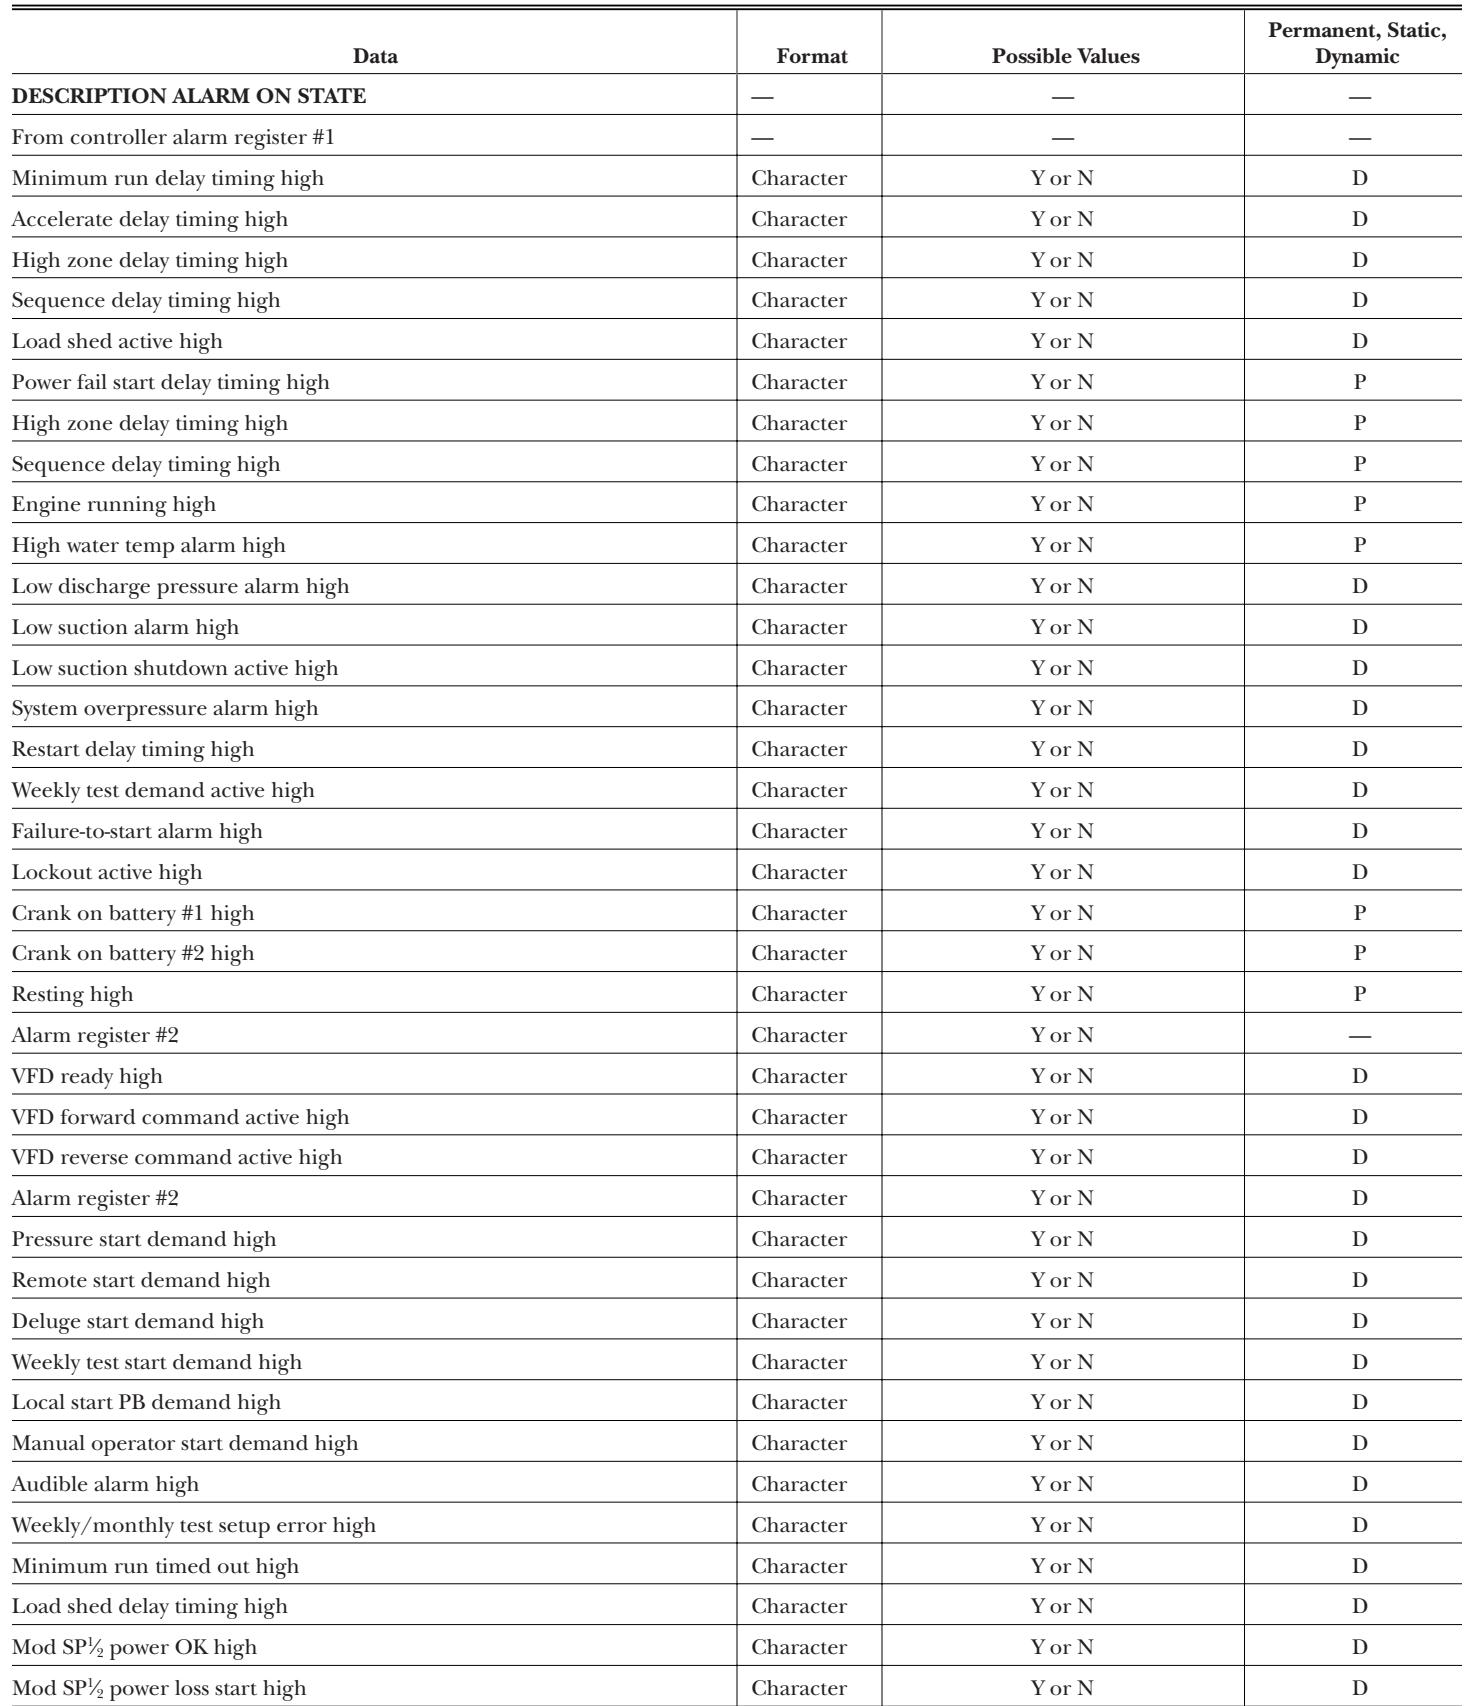 Data Format Possible Values Permanent, Static, Dynamic
DESCRIPTION ALARM ON STATE — — —
From controller alarm register #1 — — —
Minimum run delay timing high Character Y or N D
Accelerate delay timing high Character Y or N D
High zone delay timing high Character Y or N D
Sequence delay timing high Character Y or N D
Load shed active high Character Y or N D
Power fail start delay timing high Character Y or N P
High zone delay timing high Character Y or N P
Sequence delay timing high Character Y or N P
Engine running high Character Y or N P
High water temp alarm high Character Y or N P
Low discharge pressure alarm high Character Y or N D
Low suction alarm high Character Y or N D
Low suction shutdown active high Character Y or N D
System overpressure alarm high Character Y or N D
Restart delay timing high Character Y or N D
Weekly test demand active high Character Y or N D
Failure-to-start alarm high Character Y or N D
Lockout active high Character Y or N D
Crank on battery #1 high Character Y or N P
Crank on battery #2 high Character Y or N P
Resting high Character Y or N P
Alarm register #2 Character Y or N —
VFD ready high Character Y or N D
VFD forward command active high Character Y or N D
VFD reverse command active high Character Y or N D
Alarm register #2 Character Y or N D
Pressure start demand high Character Y or N D
Remote start demand high Character Y or N D
Deluge start demand high Character Y or N D
Weekly test start demand high Character Y or N D
Local start PB demand high Character Y or N D
Manual operator start demand high Character Y or N D
Audible alarm high Character Y or N D
Weekly/monthly test setup error high Character Y or N D
Minimum run timed out high Character Y or N D
Load shed delay timing high Character Y or N D
Mod SP½ power OK high Character Y or N D
Mod SP½ power loss start high Character Y or N D